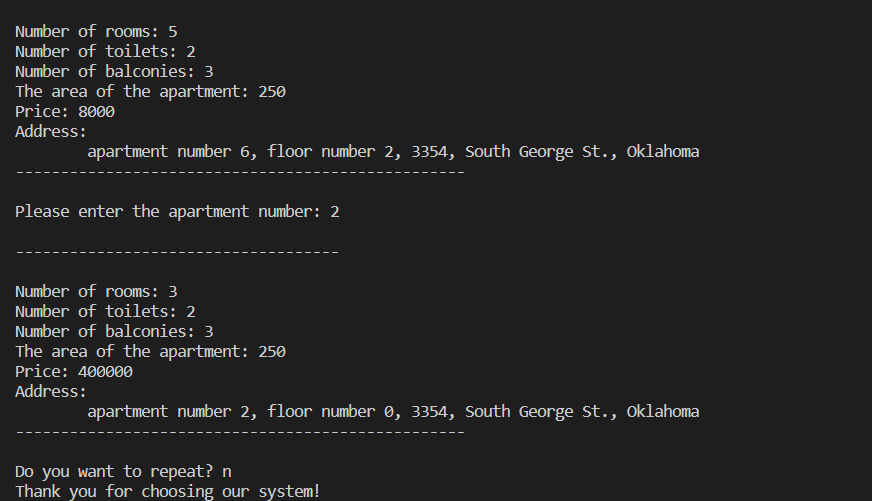 Number of rooms: 5
Number of toilets: 2
Number of balconies: 3
The area of the apartment: 250
Price: 8000
Address:
        apartment number 6, floor number 2, 3354, South George St., Oklahoma
--------------------------------------------------
Please enter the apartment number: 2
------------------------------------
Number of rooms: 3
Number of toilets: 2
Number of balconies: 3
The area of the apartment: 250
Price: 400000
Address:
        apartment number 2, floor number 0, 3354, South George St., Oklahoma
--------------------------------------------------
Do you want to repeat? n
Thank you for choosing our system!